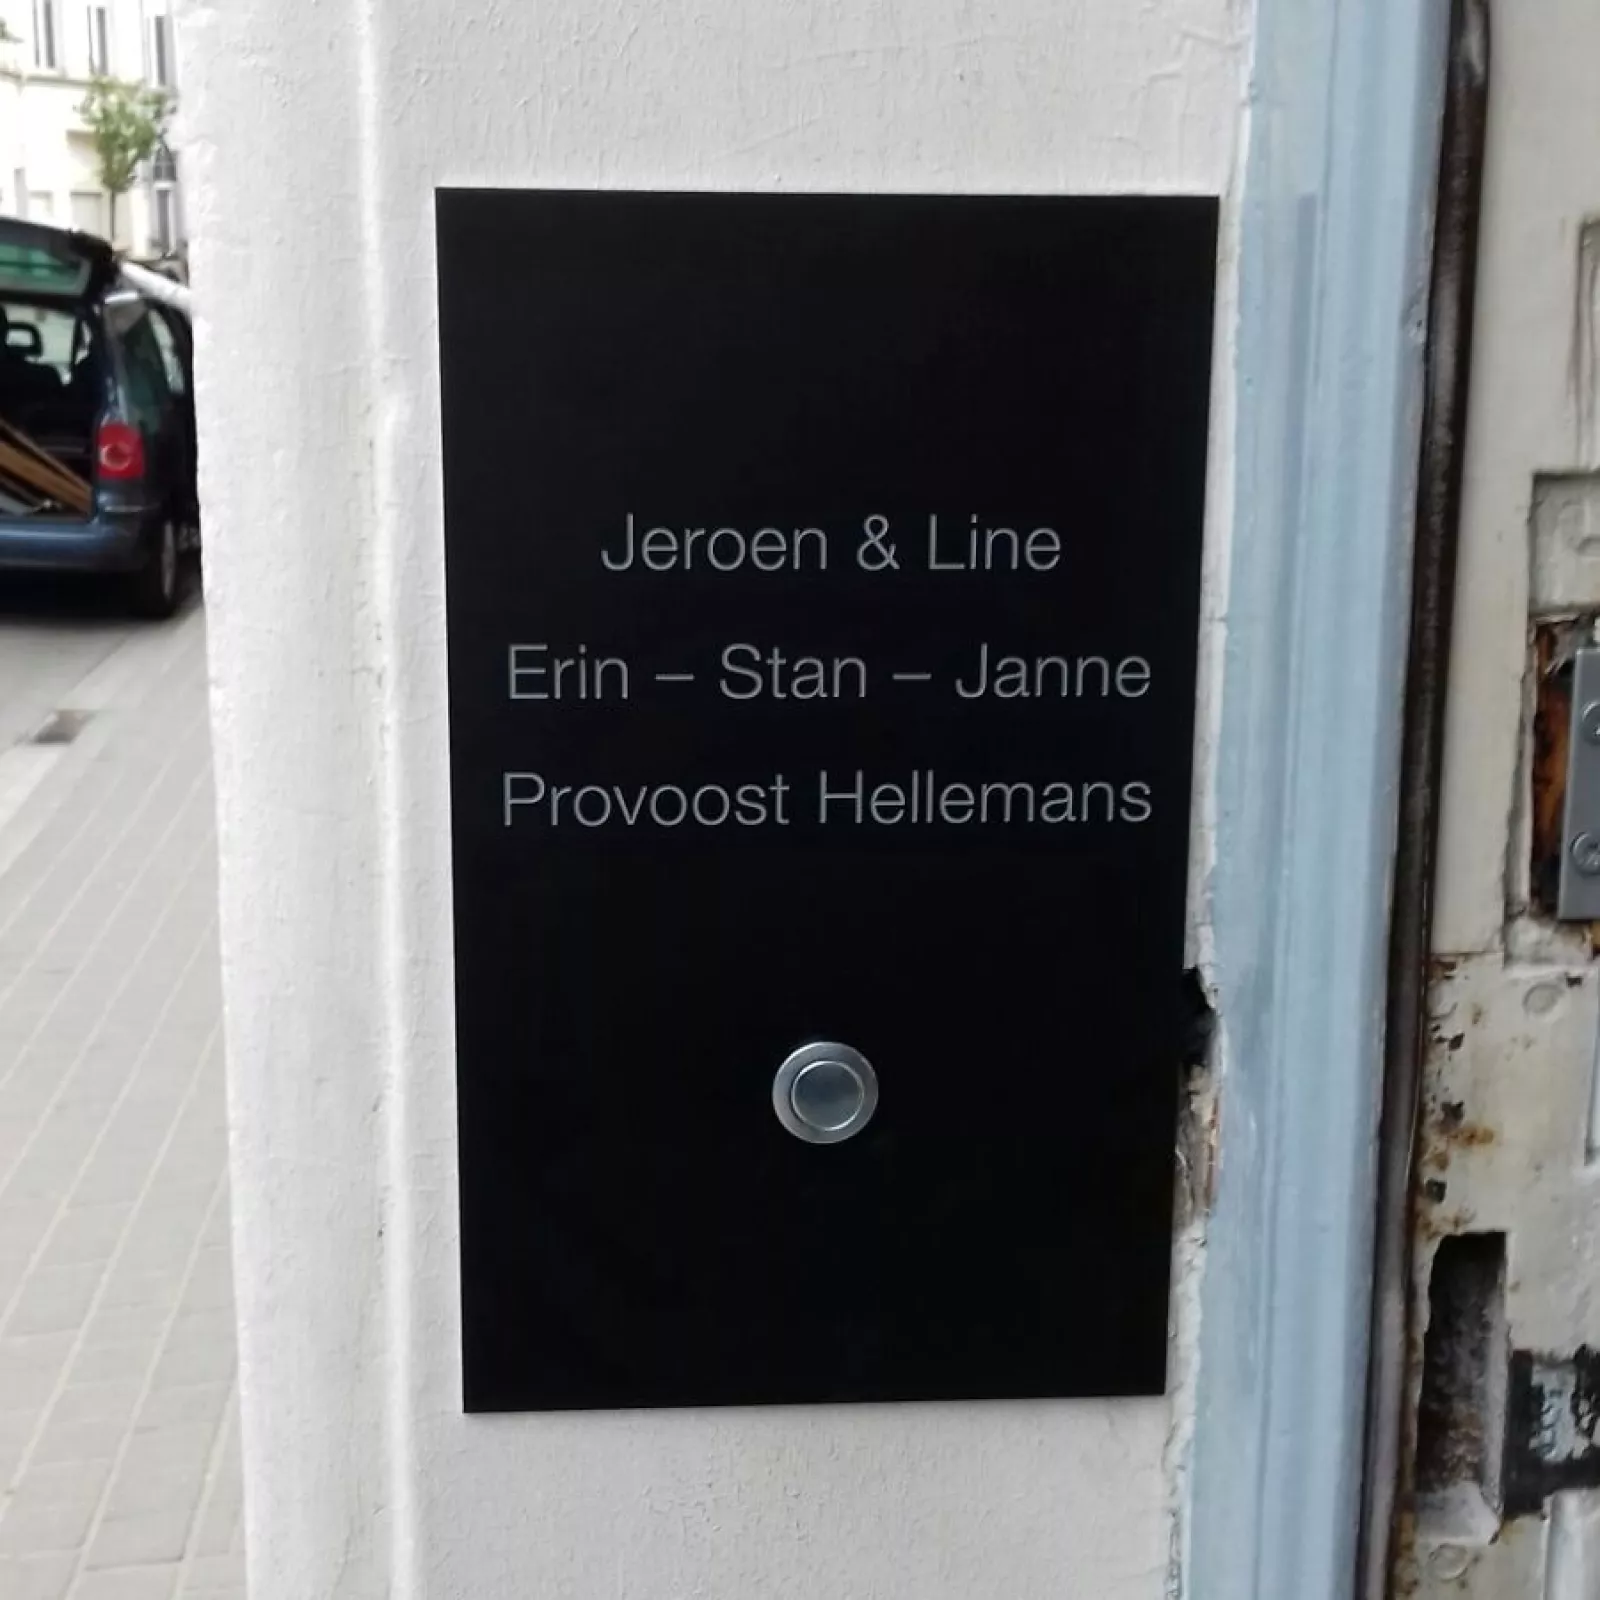 Jeroen & Line
Erin – Stan – Janne
Provoost Hellemans